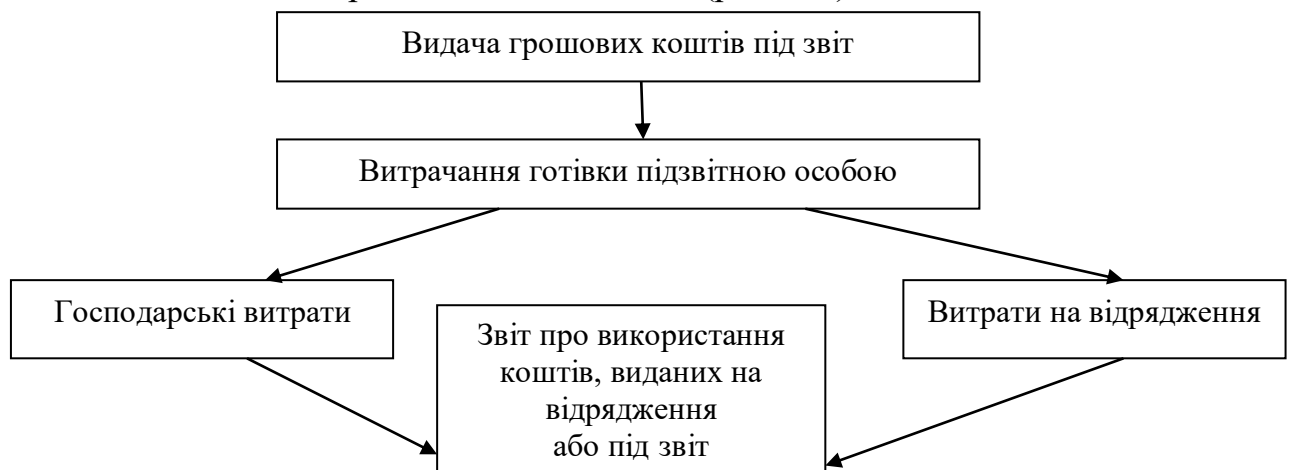 Видача грошових коштів під звіт
Витрачання готівки підзвітною особою
Господарські витрати
Витрати на відрядження
Звіт про використання
коштів, виданих на
відрядження
або під звіт